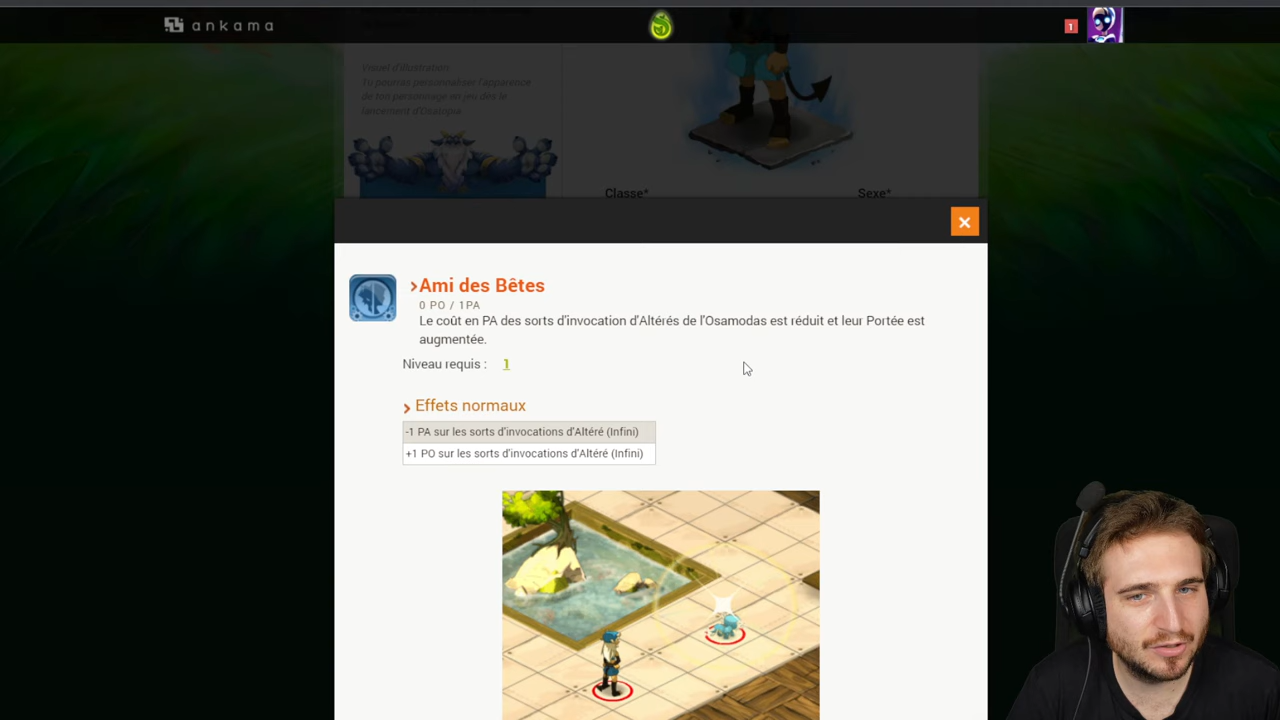 ankama
1
Visuel d'illustration.
Tu pourras personnaliser l'apparence
de ton personnage en jeu dès le
lancement d'Osatopia
Classe*
Sexe*
Ami des Bêtes
0 PO / 1PA
Le coût en PA des sorts d'invocation d'Altérés de l'Osamodas est réduit et leur Portée est
augmentée.
Niveau requis : 1
Effets normaux
-1 PA sur les sorts d'invocations d'Altéré (Infini)
+1 PO sur les sorts d'invocations d'Altéré (Infini)